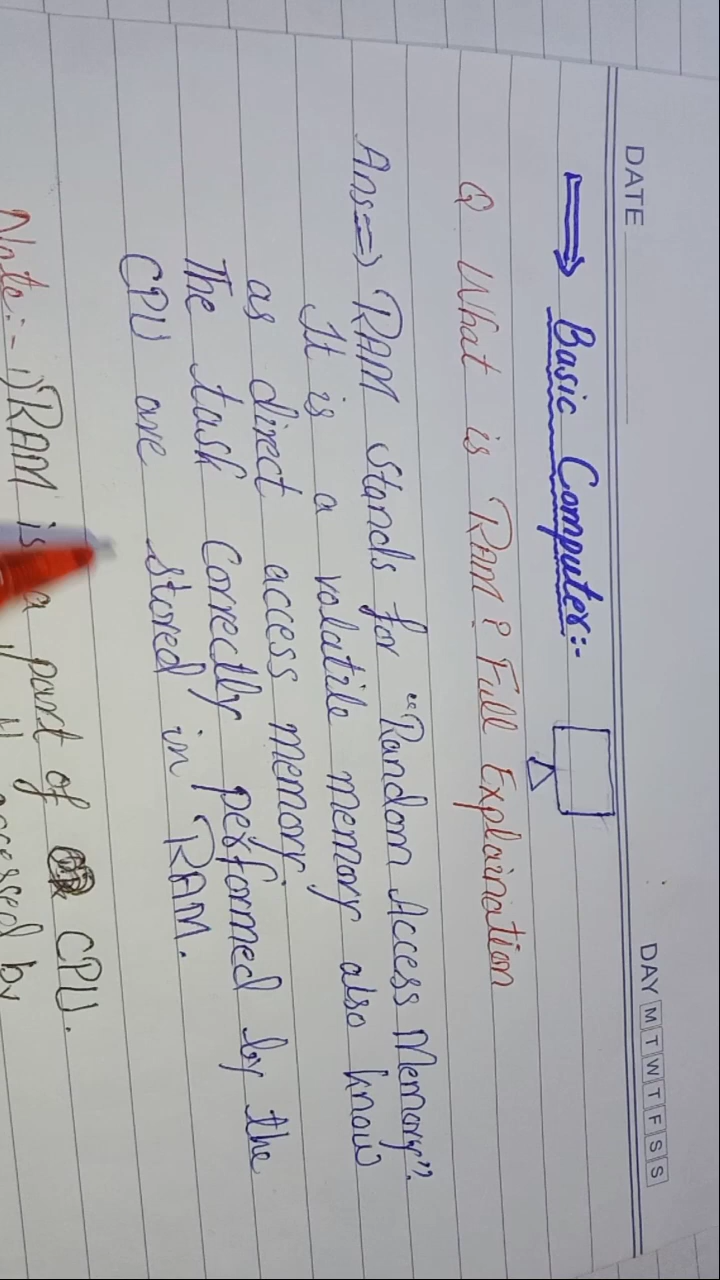 DATE
DAY M T W T F S S
⇒ Basic Computer:-
Q What is RAM? Full Explaination
Ans⇒ RAM stands for "Random Access Memory".
It is a volatile memory also know
as direct access memory
The task correctly performed by the
CPU are stored in RAM.
Note:- 1) RAM is a part of CPU.
accessed by